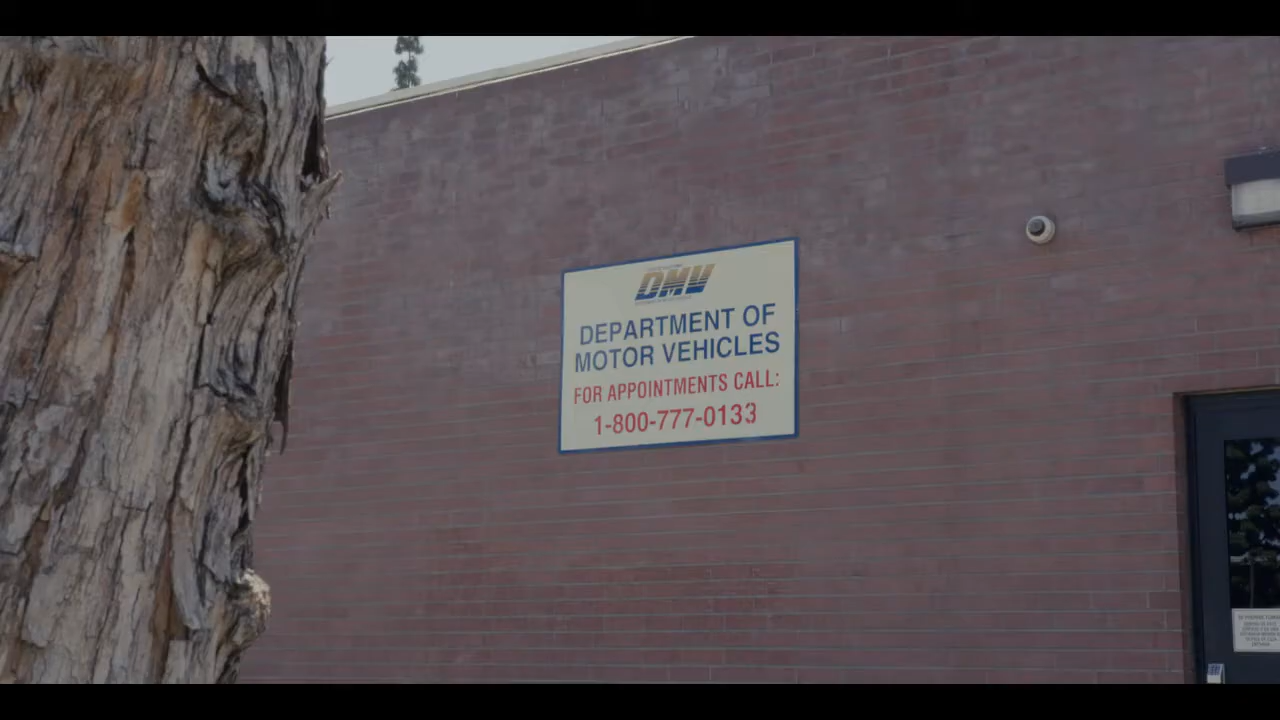 DMV
DEPARTMENT OF
MOTOR VEHICLES
FOR APPOINTMENTS CALL:
1-800-777-0133